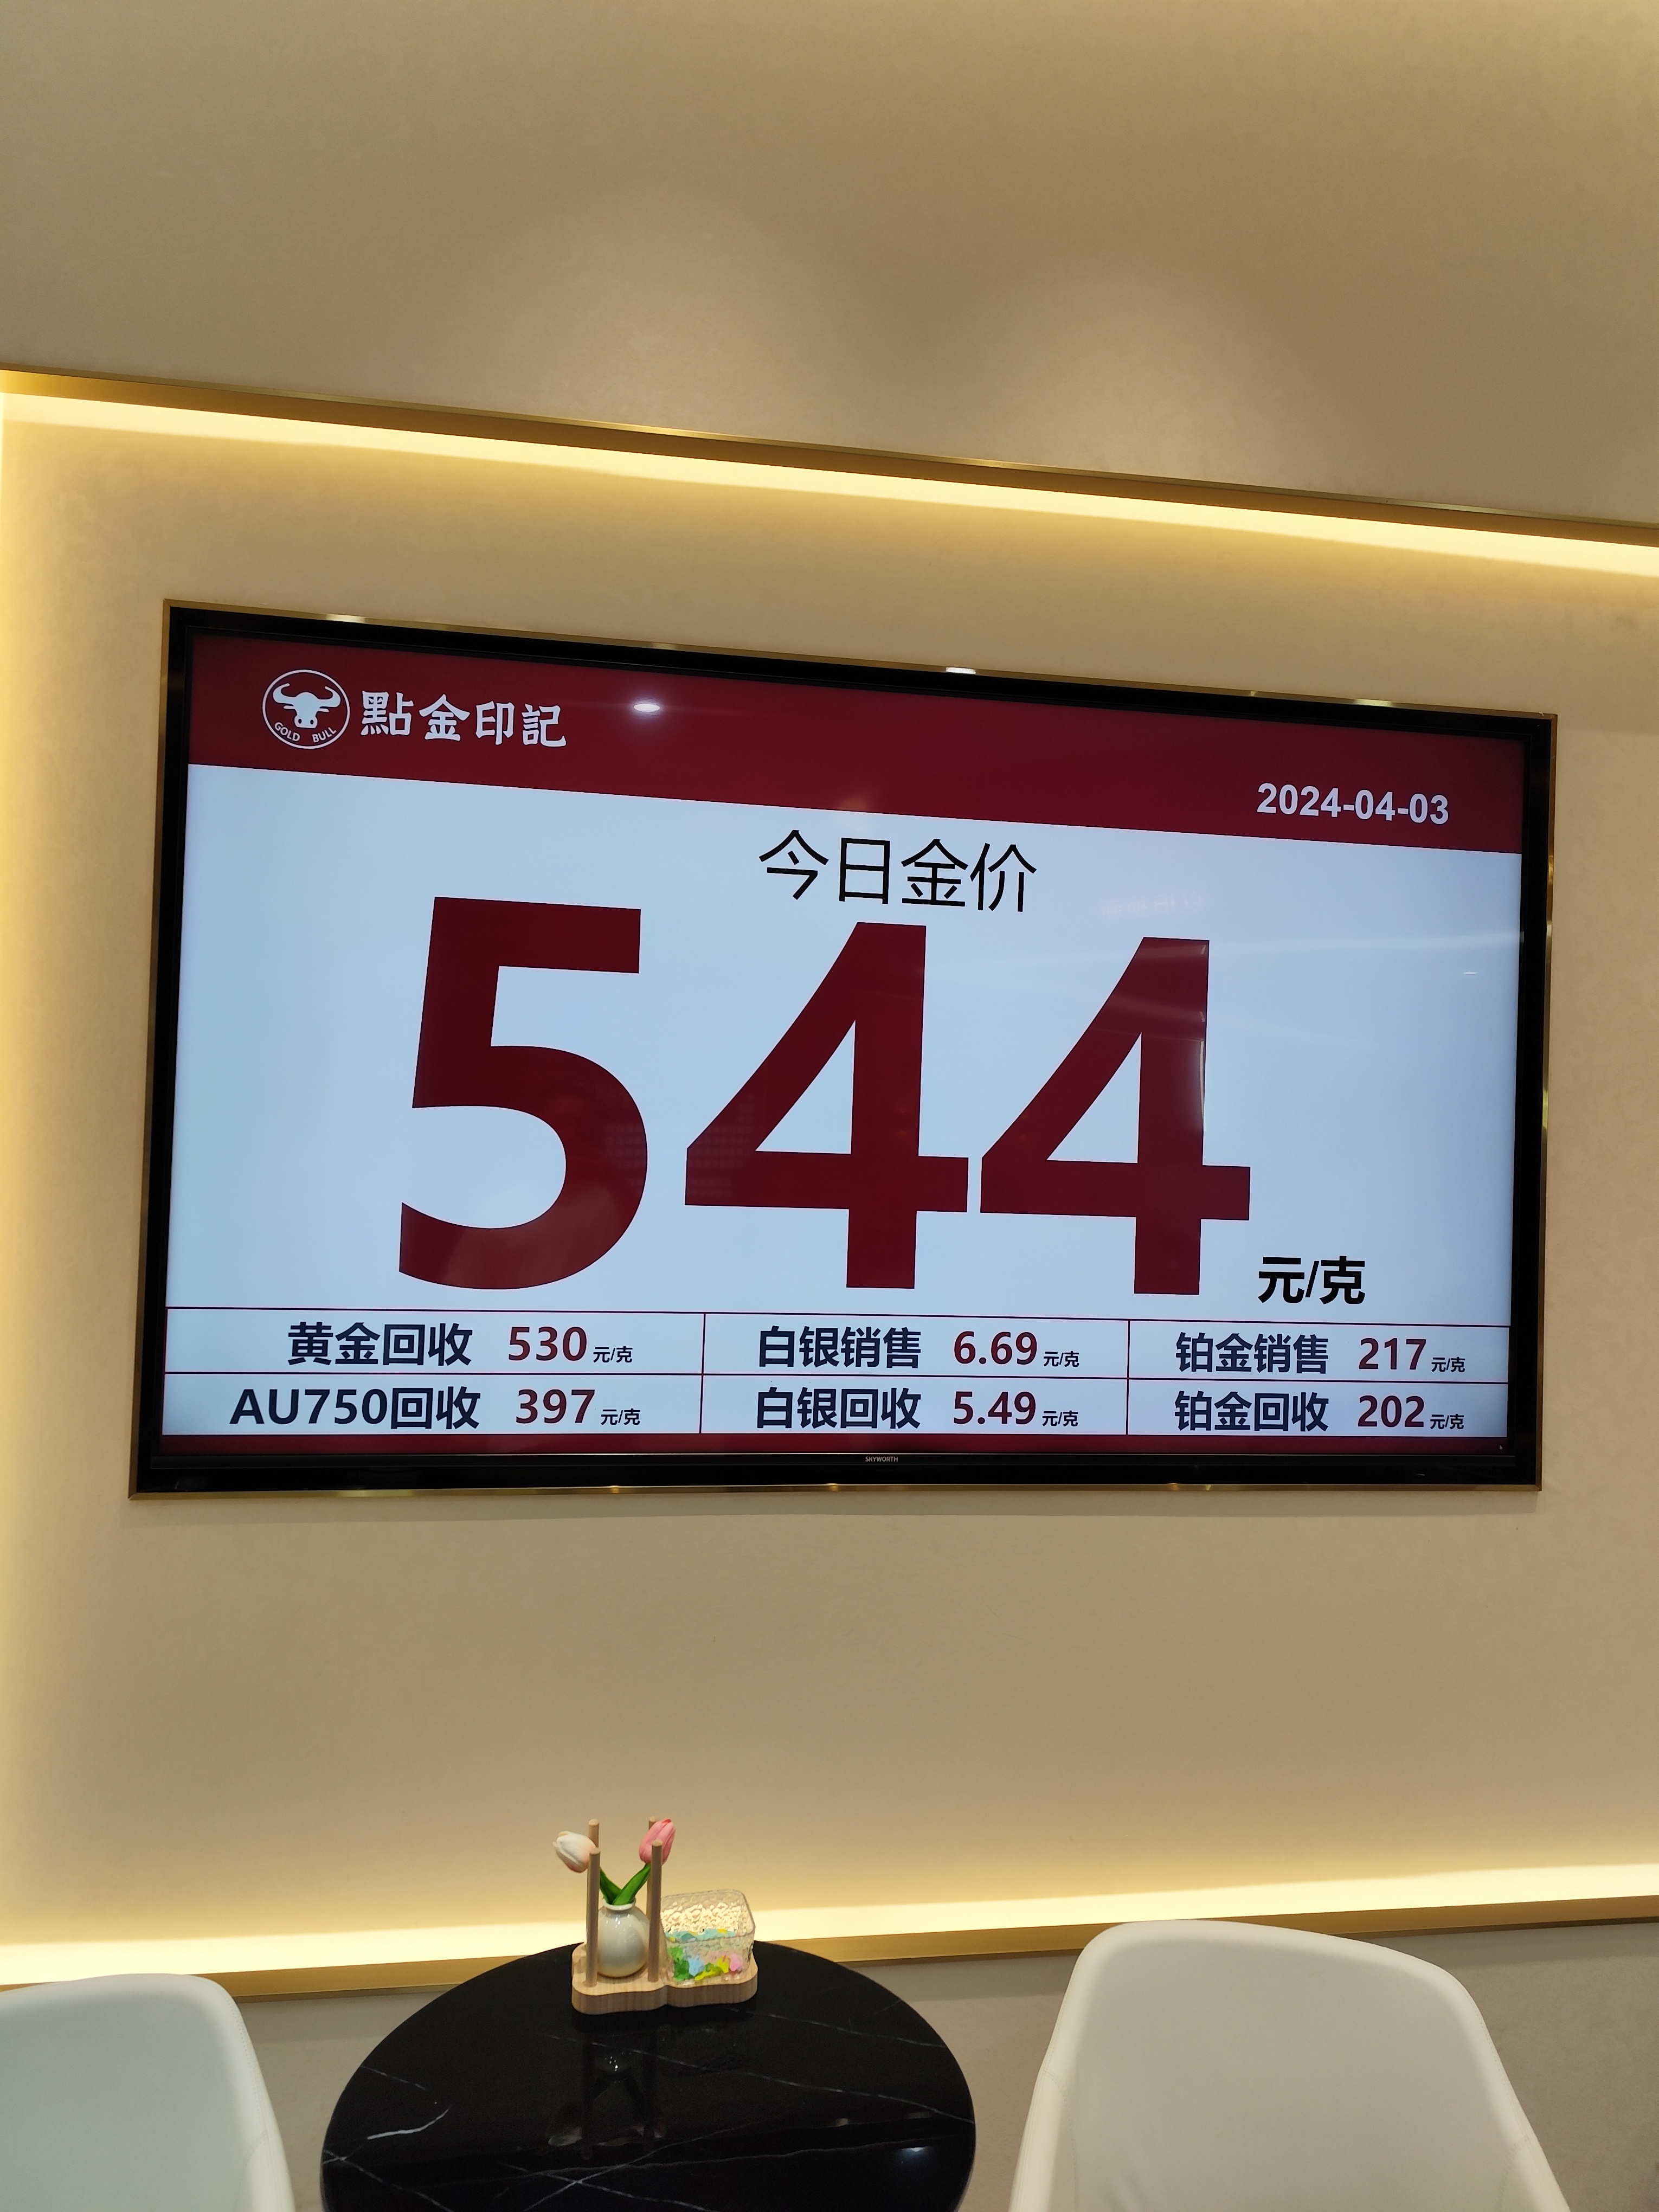 GOLD BULL
點金印記
2024-04-03
今日金价
544 元/克
黄金回收 530 元/克
白银销售 6.69 元/克
铂金销售 217 元/克
AU750回收 397 元/克
白银回收 5.49 元/克
铂金回收 202 元/克
SKYWORTH